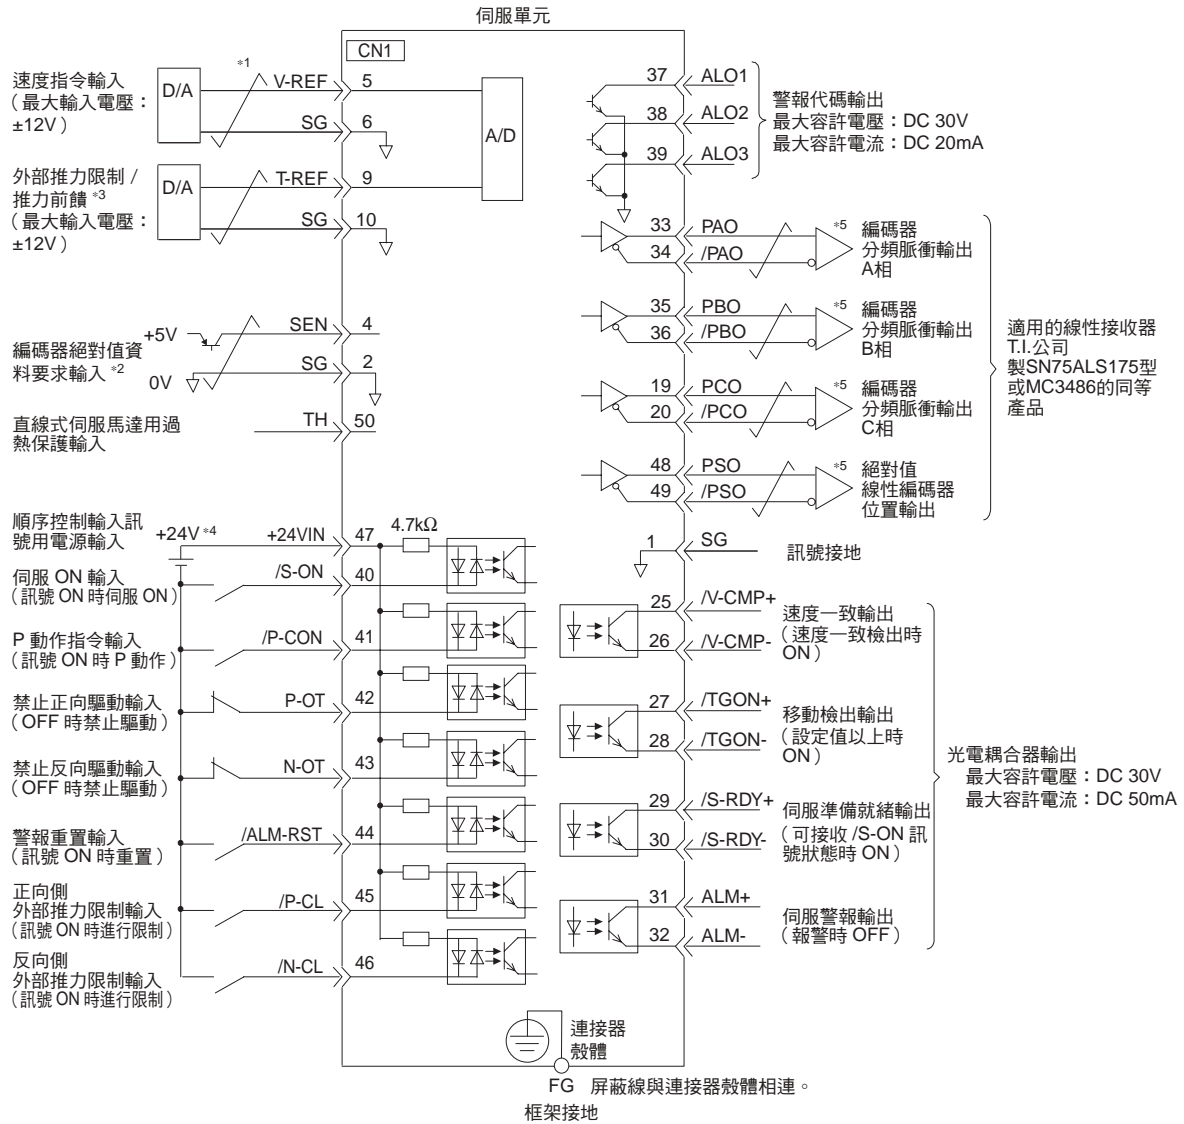 伺服單元
CN1
速度指令輸入
（最大輸入電壓：
±12V）
D/A
*1
V-REF
5
SG
6
A/D
外部推力限制 /
推力前饋 *3
（最大輸入電壓：
±12V）
D/A
T-REF
9
SG
10
+5V
SEN
4
編碼器絕對值資
料要求輸入 *2
0V
SG
2
直線式伺服馬達用過
熱保護輸入
TH
50
順序控制輸入訊
號用電源輸入
+24V *4
+24VIN
47
4.7kΩ
伺服 ON 輸入
（訊號 ON 時伺服 ON）
/S-ON
40
P 動作指令輸入
（訊號 ON 時 P 動作）
/P-CON
41
禁止正向驅動輸入
（OFF 時禁止驅動）
P-OT
42
禁止反向驅動輸入
（OFF 時禁止驅動）
N-OT
43
警報重置輸入
（訊號 ON 時重置）
/ALM-RST
44
正向側
外部推力限制輸入
（訊號 ON 時進行限制）
/P-CL
45
反向側
外部推力限制輸入
（訊號 ON 時進行限制）
/N-CL
46
37
ALO1
38
ALO2
39
ALO3
警報代碼輸出
最大容許電壓：DC 30V
最大容許電流：DC 20mA
33
PAO
34
/PAO
*5
編碼器
分頻脈衝輸出
A相
35
PBO
36
/PBO
*5
編碼器
分頻脈衝輸出
B相
19
PCO
20
/PCO
*5
編碼器
分頻脈衝輸出
C相
48
PSO
49
/PSO
*5
絕對值
線性編碼器
位置輸出
適用的線性接收器
T.I.公司
製SN75ALS175型
或MC3486的同等
產品
1
SG
訊號接地
25
/V-CMP+
26
/V-CMP-
速度一致輸出
（速度一致檢出時
ON）
27
/TGON+
28
/TGON-
移動檢出輸出
（設定值以上時
ON）
29
/S-RDY+
30
/S-RDY-
伺服準備就緒輸出
（可接收 /S-ON 訊
號狀態時 ON）
31
ALM+
32
ALM-
伺服警報輸出
（報警時 OFF）
光電耦合器輸出
最大容許電壓：DC 30V
最大容許電流：DC 50mA
連接器
殼體
FG 屏蔽線與連接器殼體相連。
框架接地